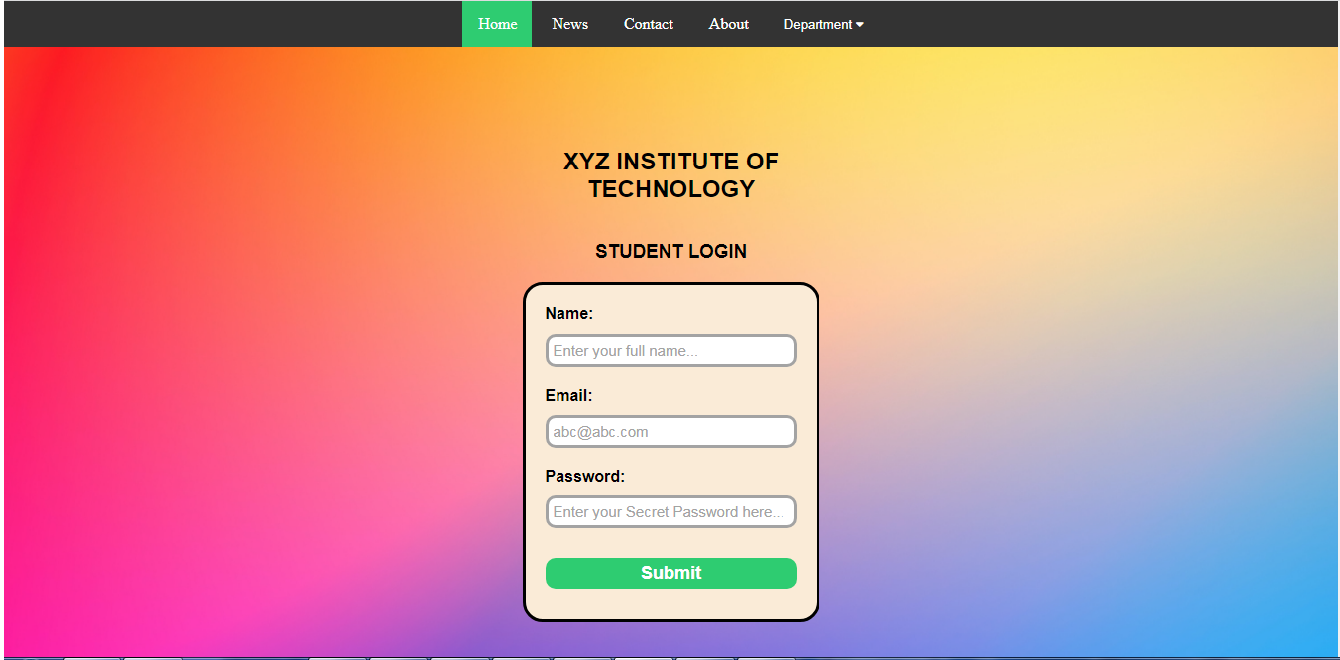 Home News Contact About Department
XYZ INSTITUTE OF
TECHNOLOGY
STUDENT LOGIN
Name:
Enter your full name...
Email:
abc@abc.com
Password:
Enter your Secret Password here...
Submit